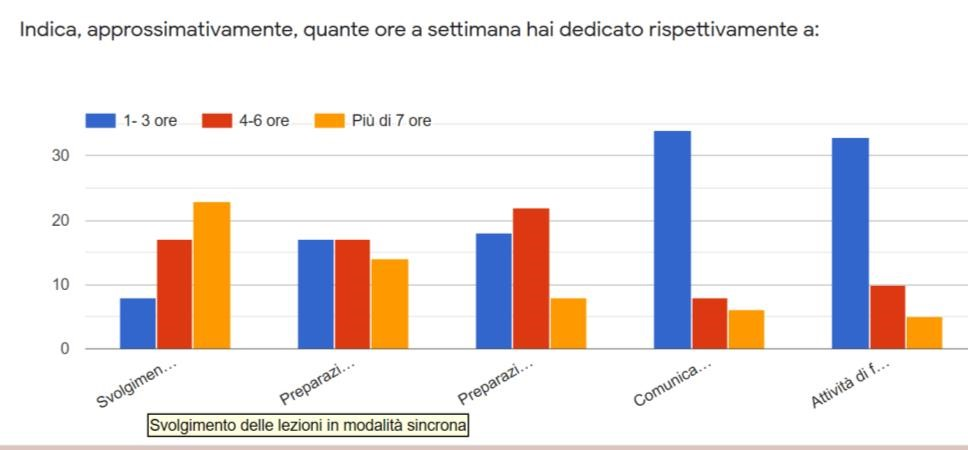 Indica, approssimativamente, quante ore a settimana hai dedicato rispettivamente a:
1- 3 ore 4-6 ore Più di 7 ore
30
20
10
0
Svolgimen... Preparazi... Preparazi... Comunica... Attività di f...
Svolgimento delle lezioni in modalità sincrona